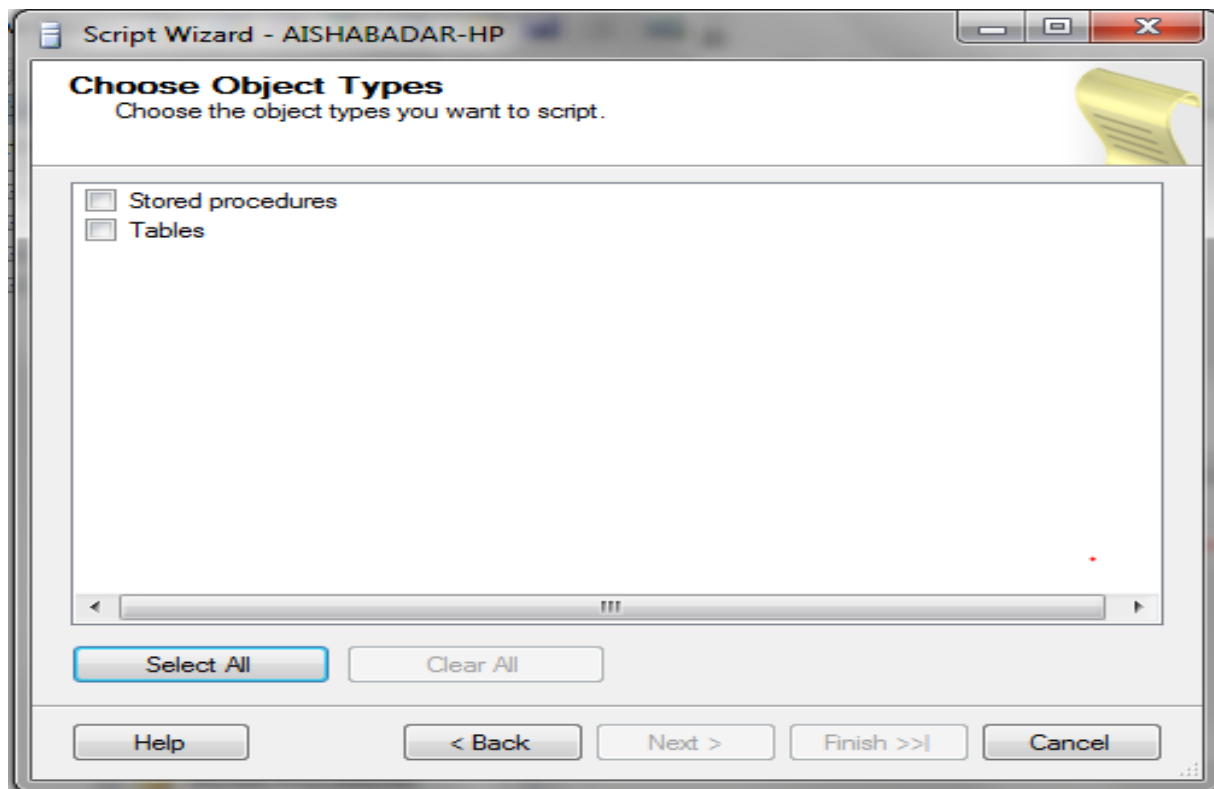 Script Wizard - AISHABADAR-HP
Choose Object Types
Choose the object types you want to script.
Stored procedures
Tables
Select All
Clear All
Help
< Back
Next >
Finish >>|
Cancel